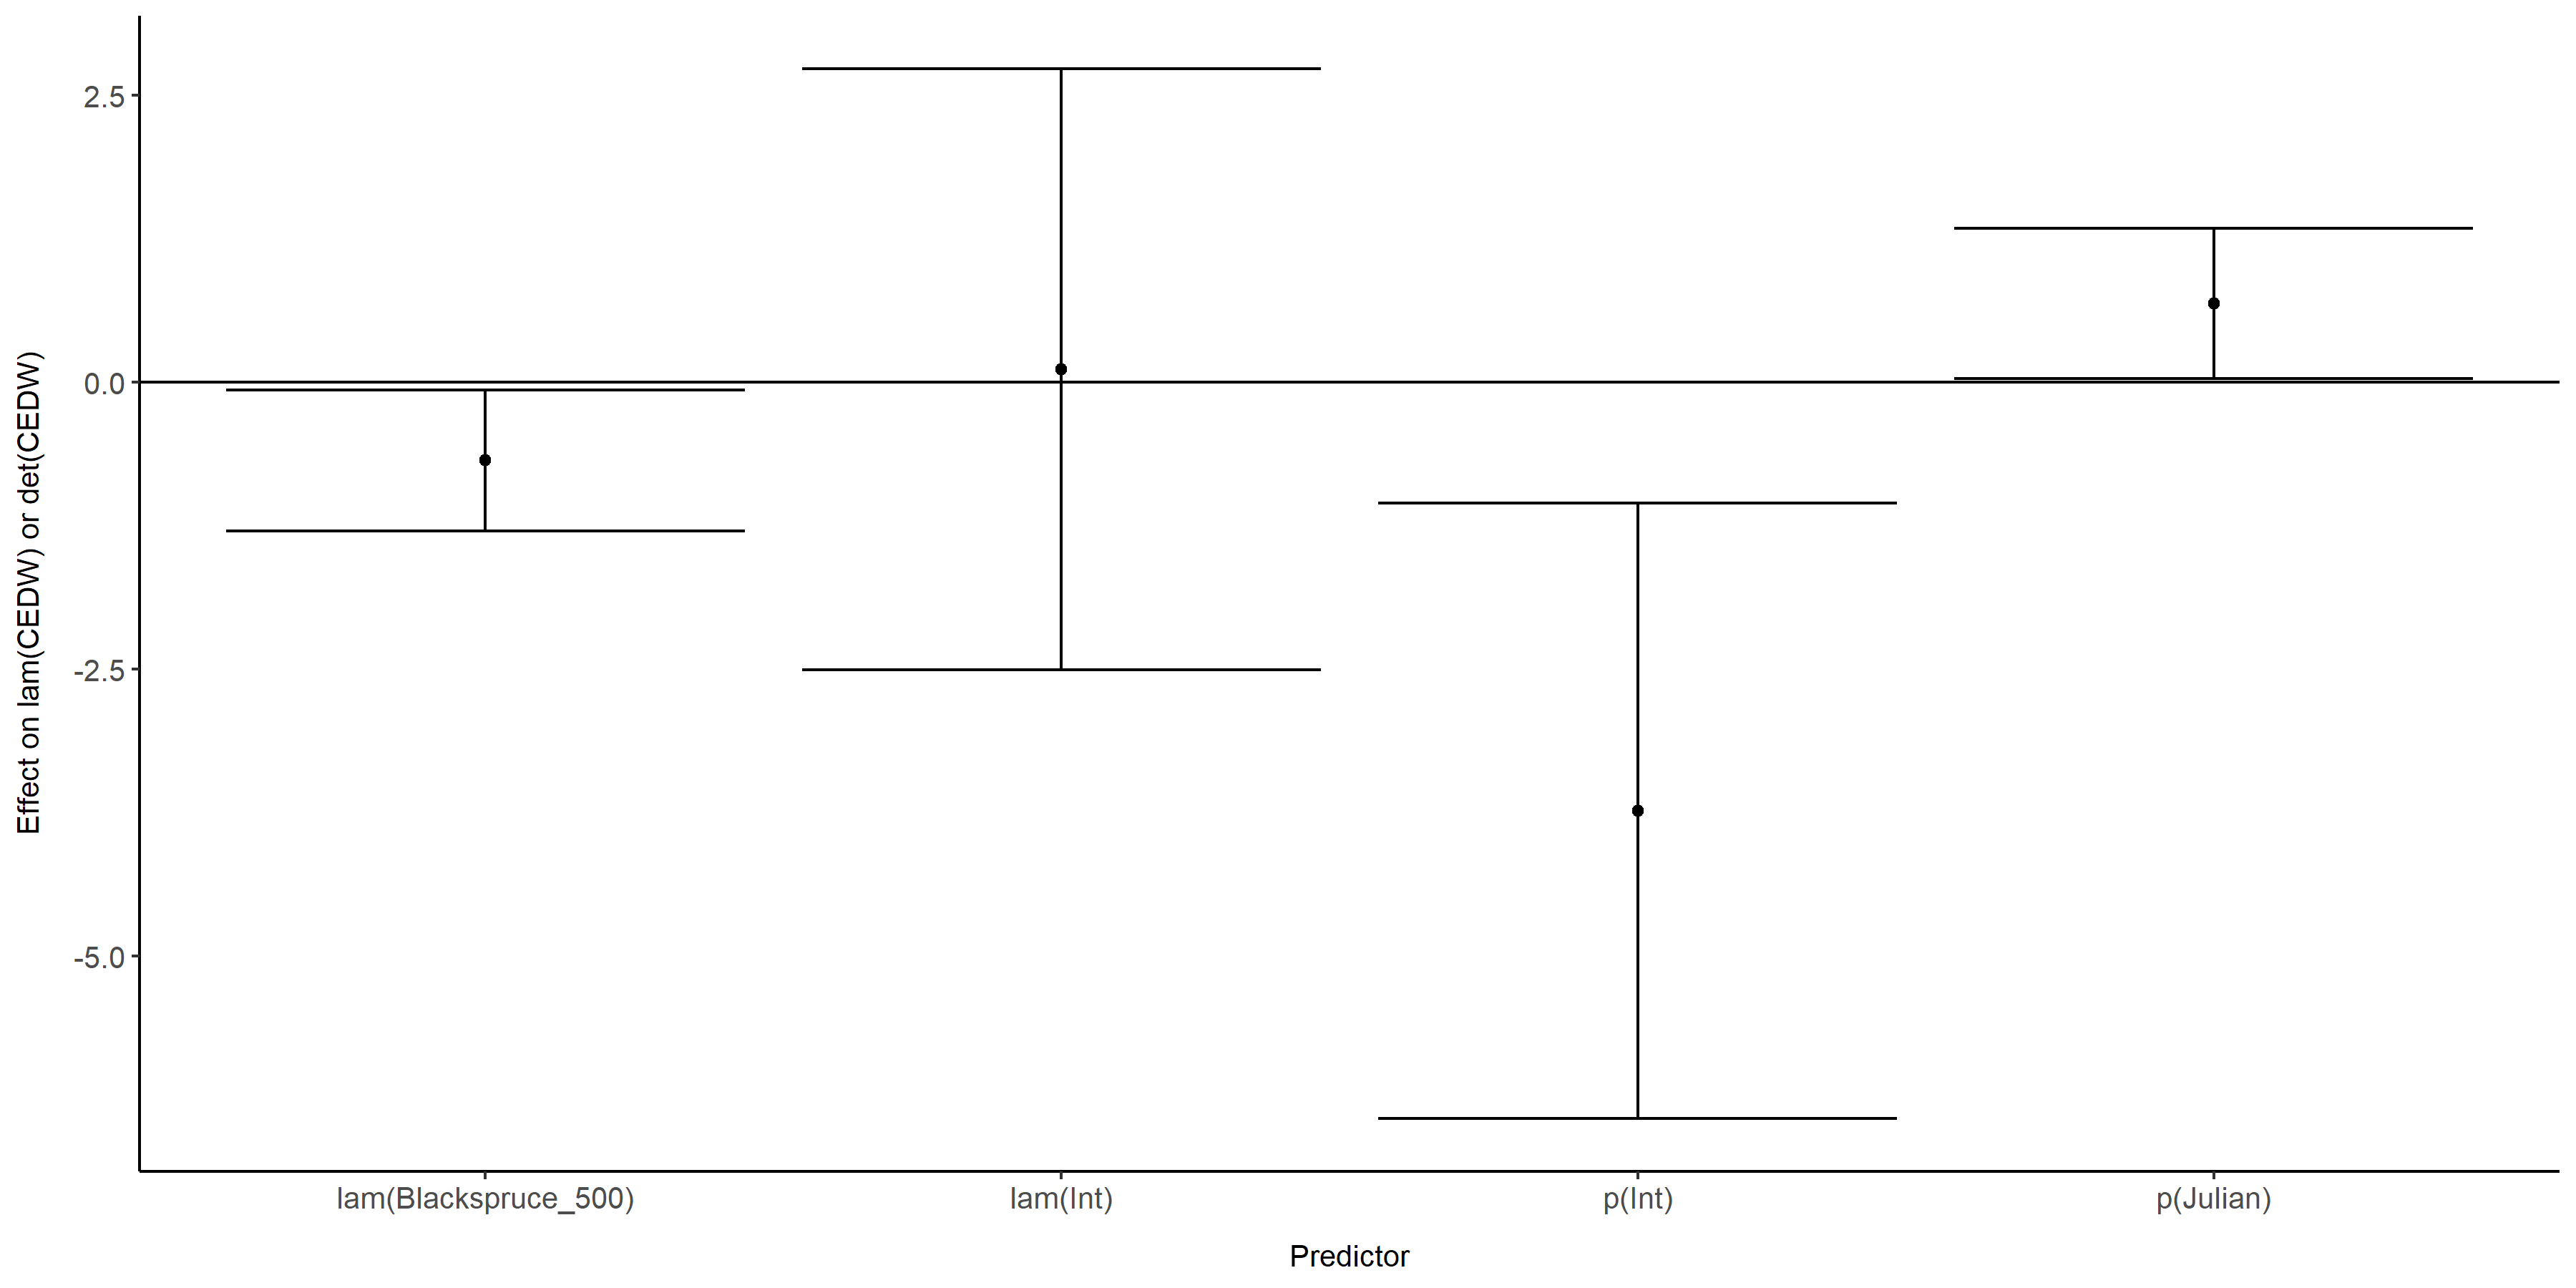 Effect on lam(CEDW) or det(CEDW)
2.5
0.0
-2.5
-5.0
lam(Blackspruce_500) lam(Int) p(Int) p(Julian)
Predictor